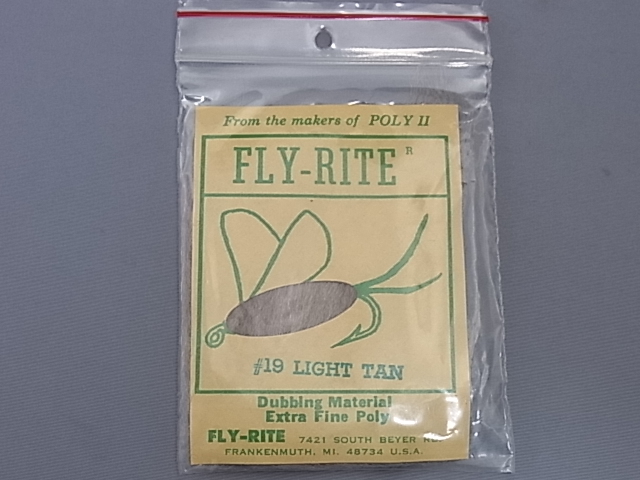 From the makers of POLY II
FLY-RITE R
#19 LIGHT TAN
Dubbing Material
Extra Fine Poly
FLY-RITE 7421 SOUTH BEYER
FRANKENMUTH, MI. 48734 U.S.A.